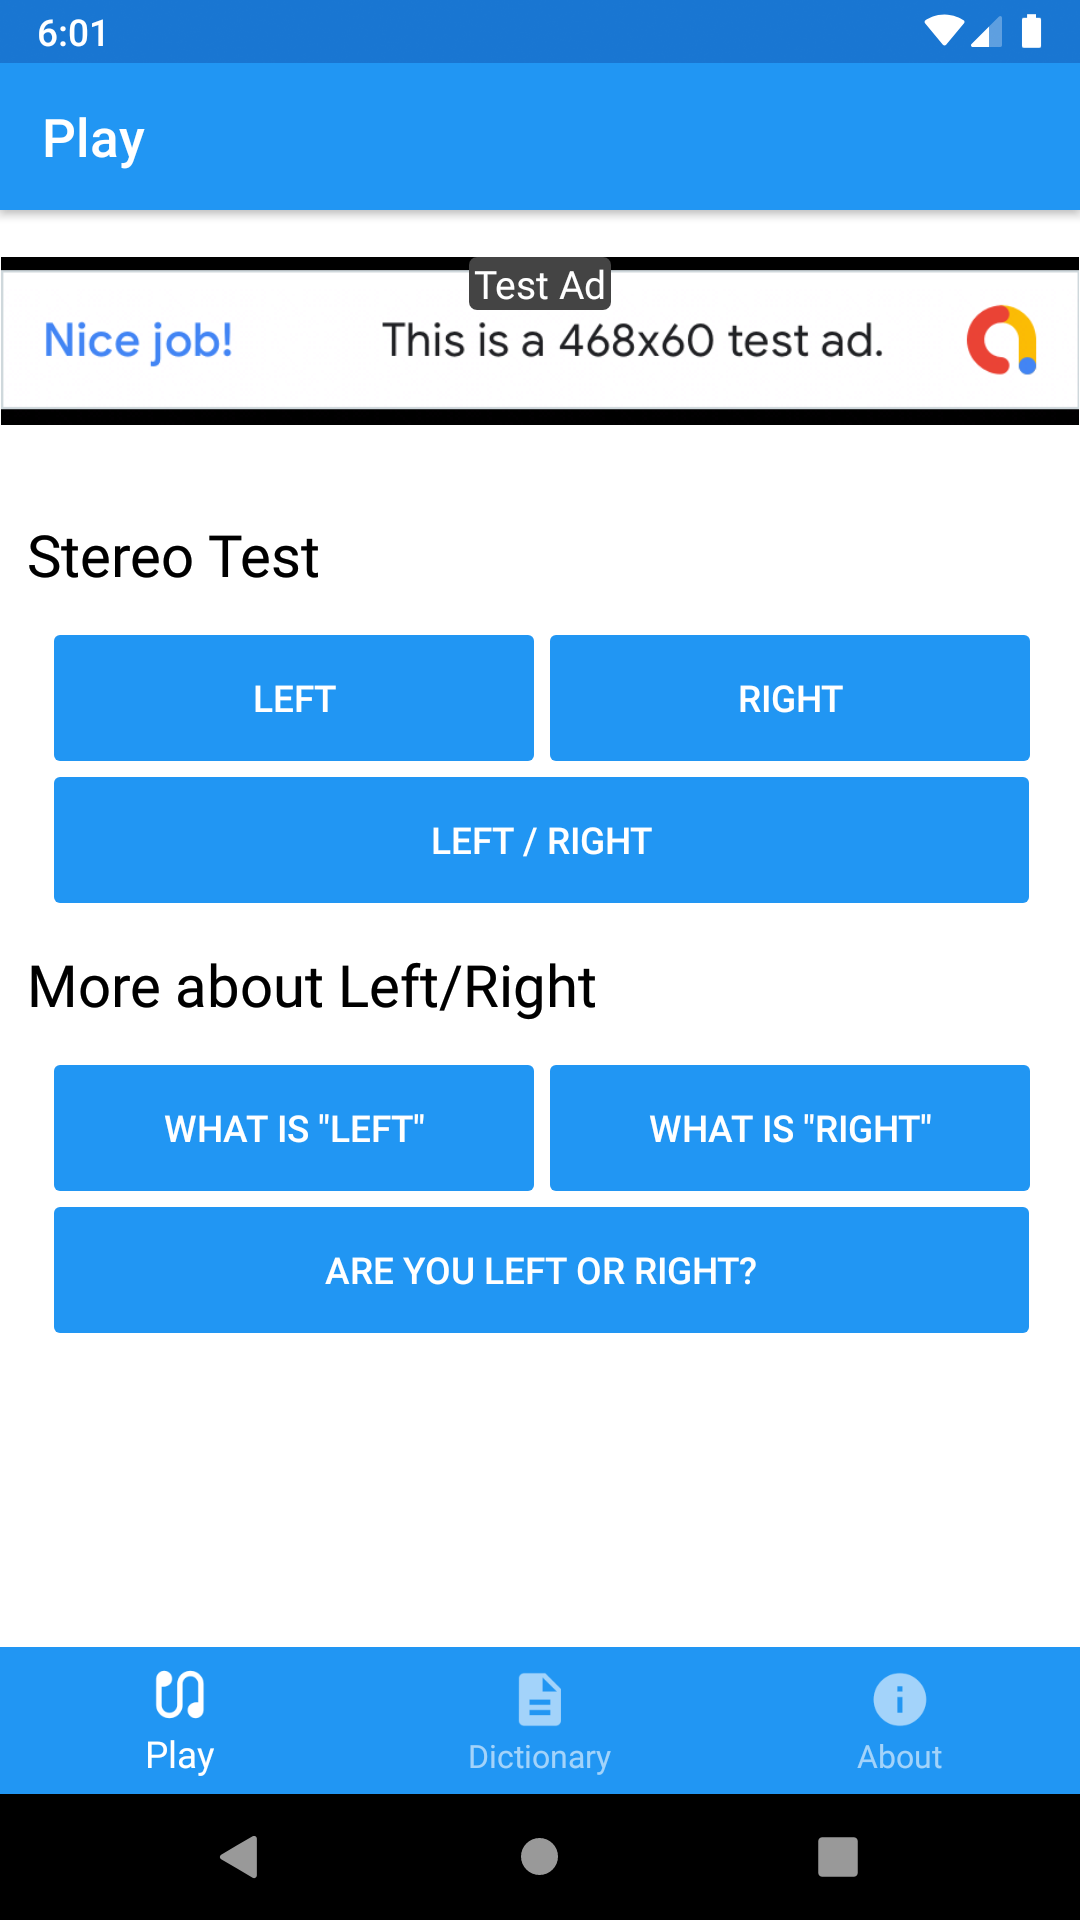 6:01
Play
Test Ad
Nice job! This is a 468x60 test ad.
Stereo Test
LEFT RIGHT
LEFT / RIGHT
More about Left/Right
WHAT IS "LEFT" WHAT IS "RIGHT"
ARE YOU LEFT OR RIGHT?
Play Dictionary About